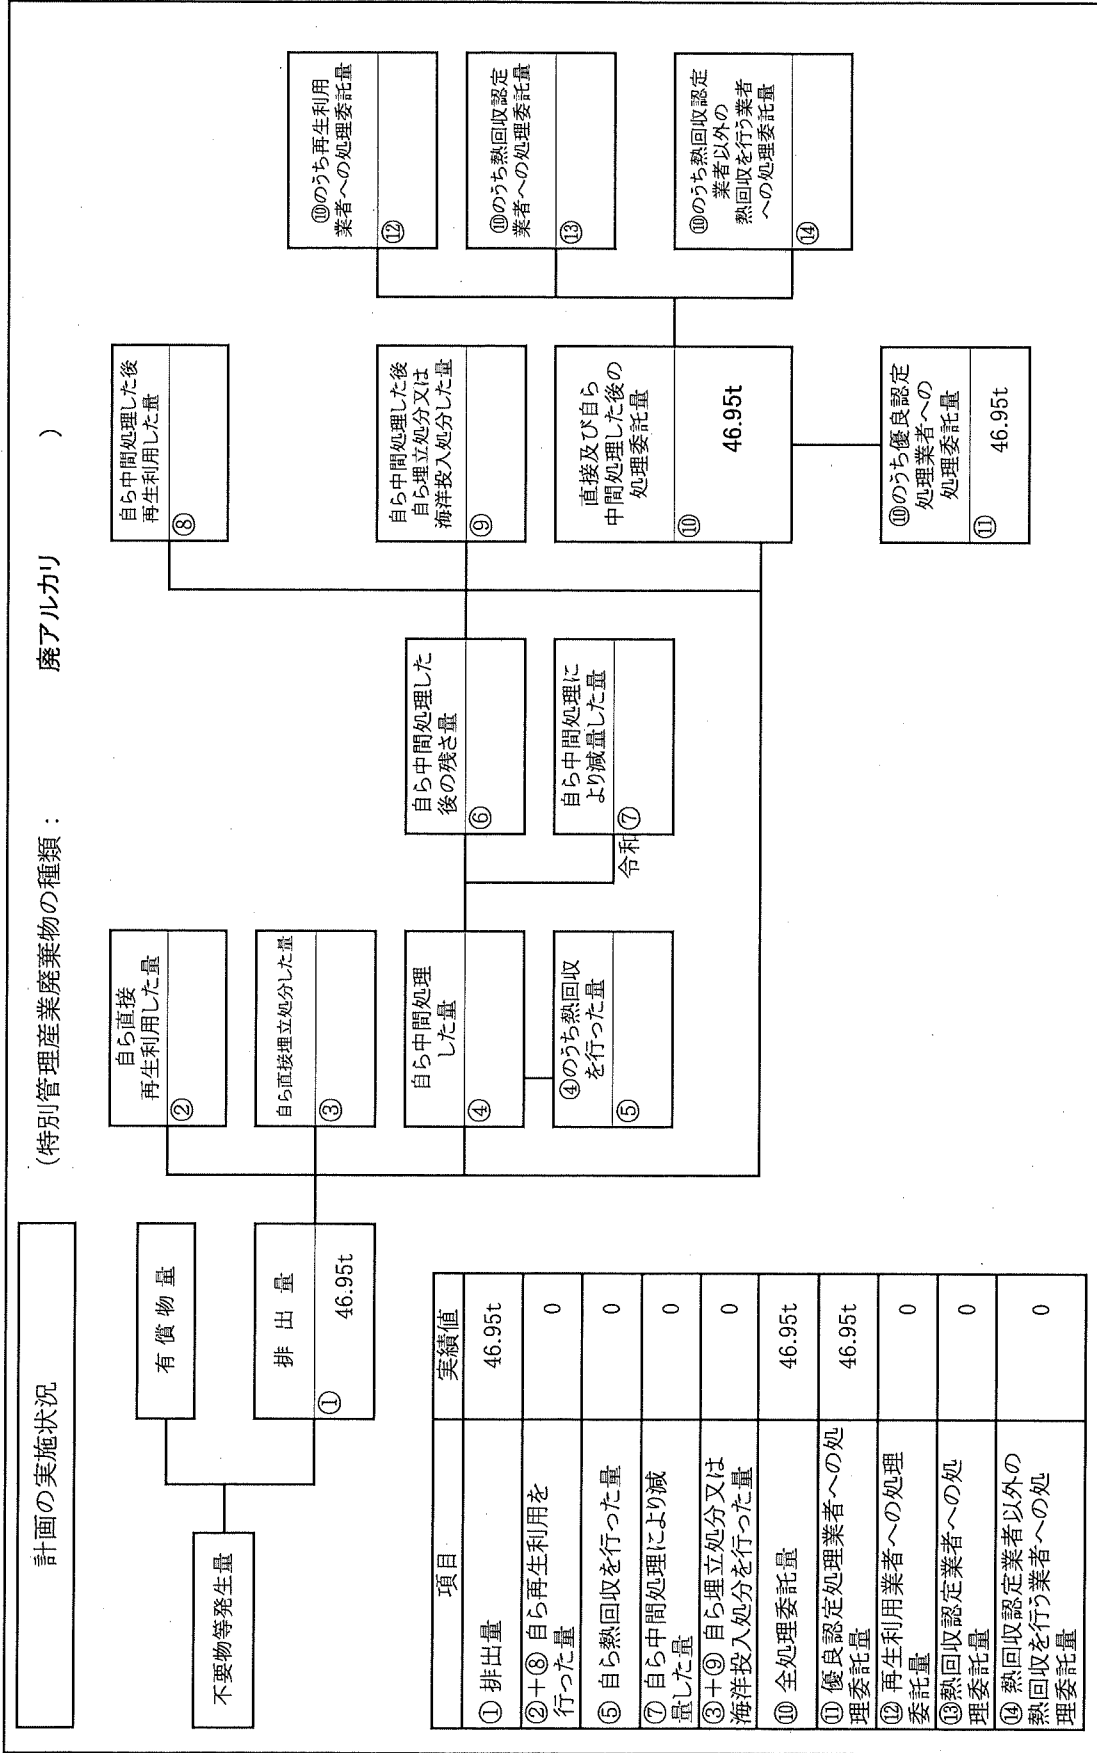 計画の実施状況
(特別管理産業廃棄物の種類：　廃アルカリ　)
不要物等発生量
有償物量
排出量
①
46.95t
自ら直接
再生利用した量
②
自ら直接埋立処分した量
③
自ら中間処理
した量
④
④のうち熱回収
を行った量
⑤
自ら中間処理した
後の残さ量
⑥
自ら中間処理に
より減量した量
⑦
令和
自ら中間処理した後
再生利用した量
⑧
自ら中間処理した後
自ら埋立処分又は
海洋投入処分した量
⑨
直接及び自ら
中間処理した後の
処理委託量
⑩
46.95t
⑩のうち優良認定
処理業者への
処理委託量
⑪
46.95t
⑩のうち再生利用
業者への処理委託量
⑫
⑩のうち熱回収認定
業者への処理委託量
⑬
⑩のうち熱回収認定
業者以外の
熱回収を行う業者
への処理委託量
⑭
項目 実績値
① 排出量 46.95t
②+⑧ 自ら再生利用を
行った量 0
⑤ 自ら熱回収を行った量 0
⑦ 自ら中間処理により減
量した量 0
③+⑨ 自ら埋立処分又は
海洋投入処分を行った量 0
⑩ 全処理委託量 46.95t
⑪ 優良認定処理業者への処
理委託量 46.95t
⑫ 再生利用業者への処理
委託量 0
⑬熱回収認定業者への処
理委託量 0
⑭ 熱回収認定業者以外の
熱回収を行う業者への処
理委託量 0